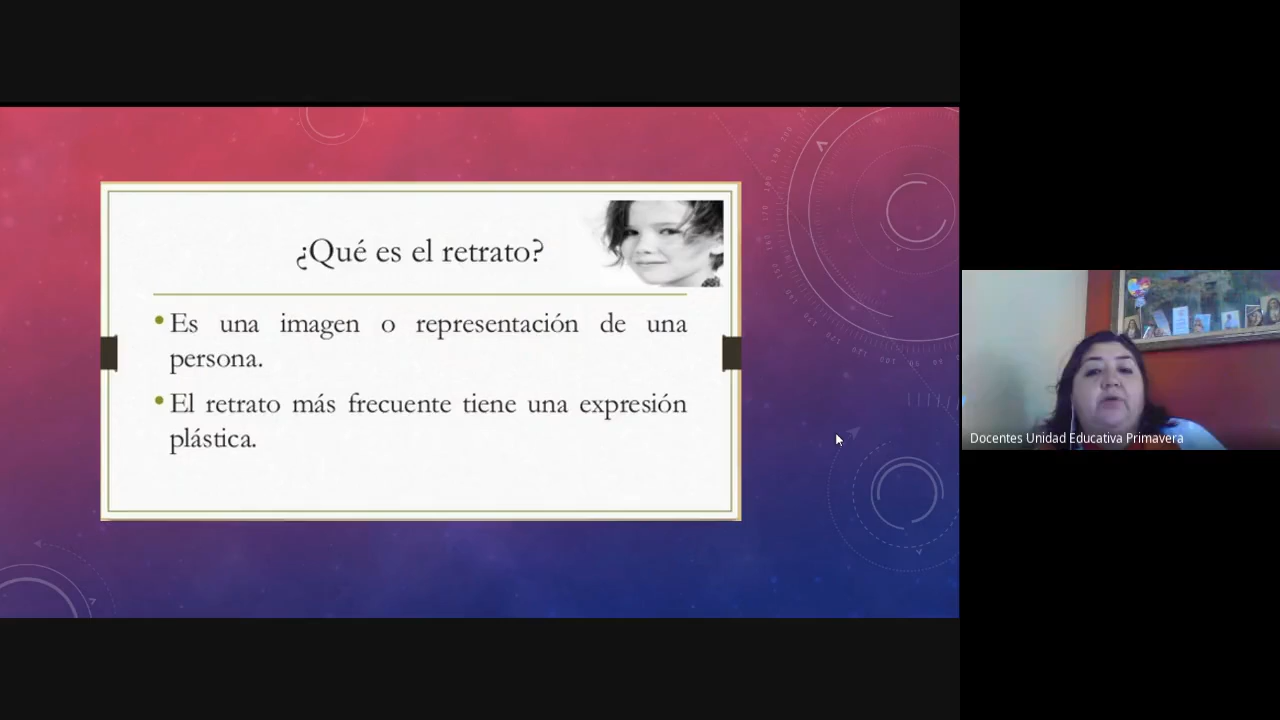 ¿Qué es el retrato?
• Es una imagen o representación de una
persona.
• El retrato más frecuente tiene una expresión
plástica.
Docentes Unidad Educativa Primavera